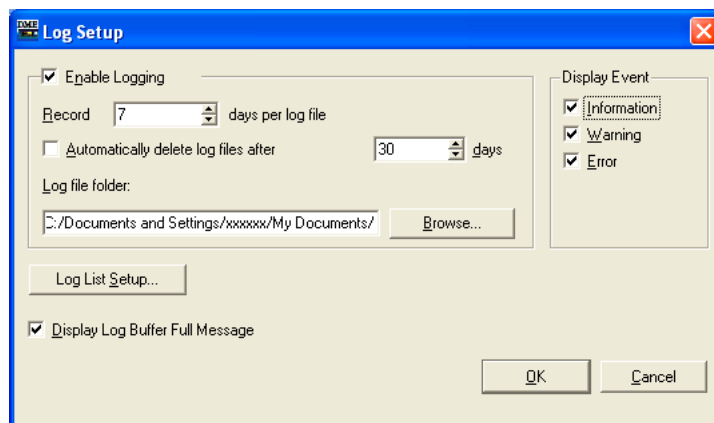 DME
Log Setup
Enable Logging
Record 7 days per log file
Automatically delete log files after 30 days
Log file folder:
C:/Documents and Settings/xxxxxx/My Documents/ Browse...
Display Event
Information
Warning
Error
Log List Setup...
Display Log Buffer Full Message
OK Cancel